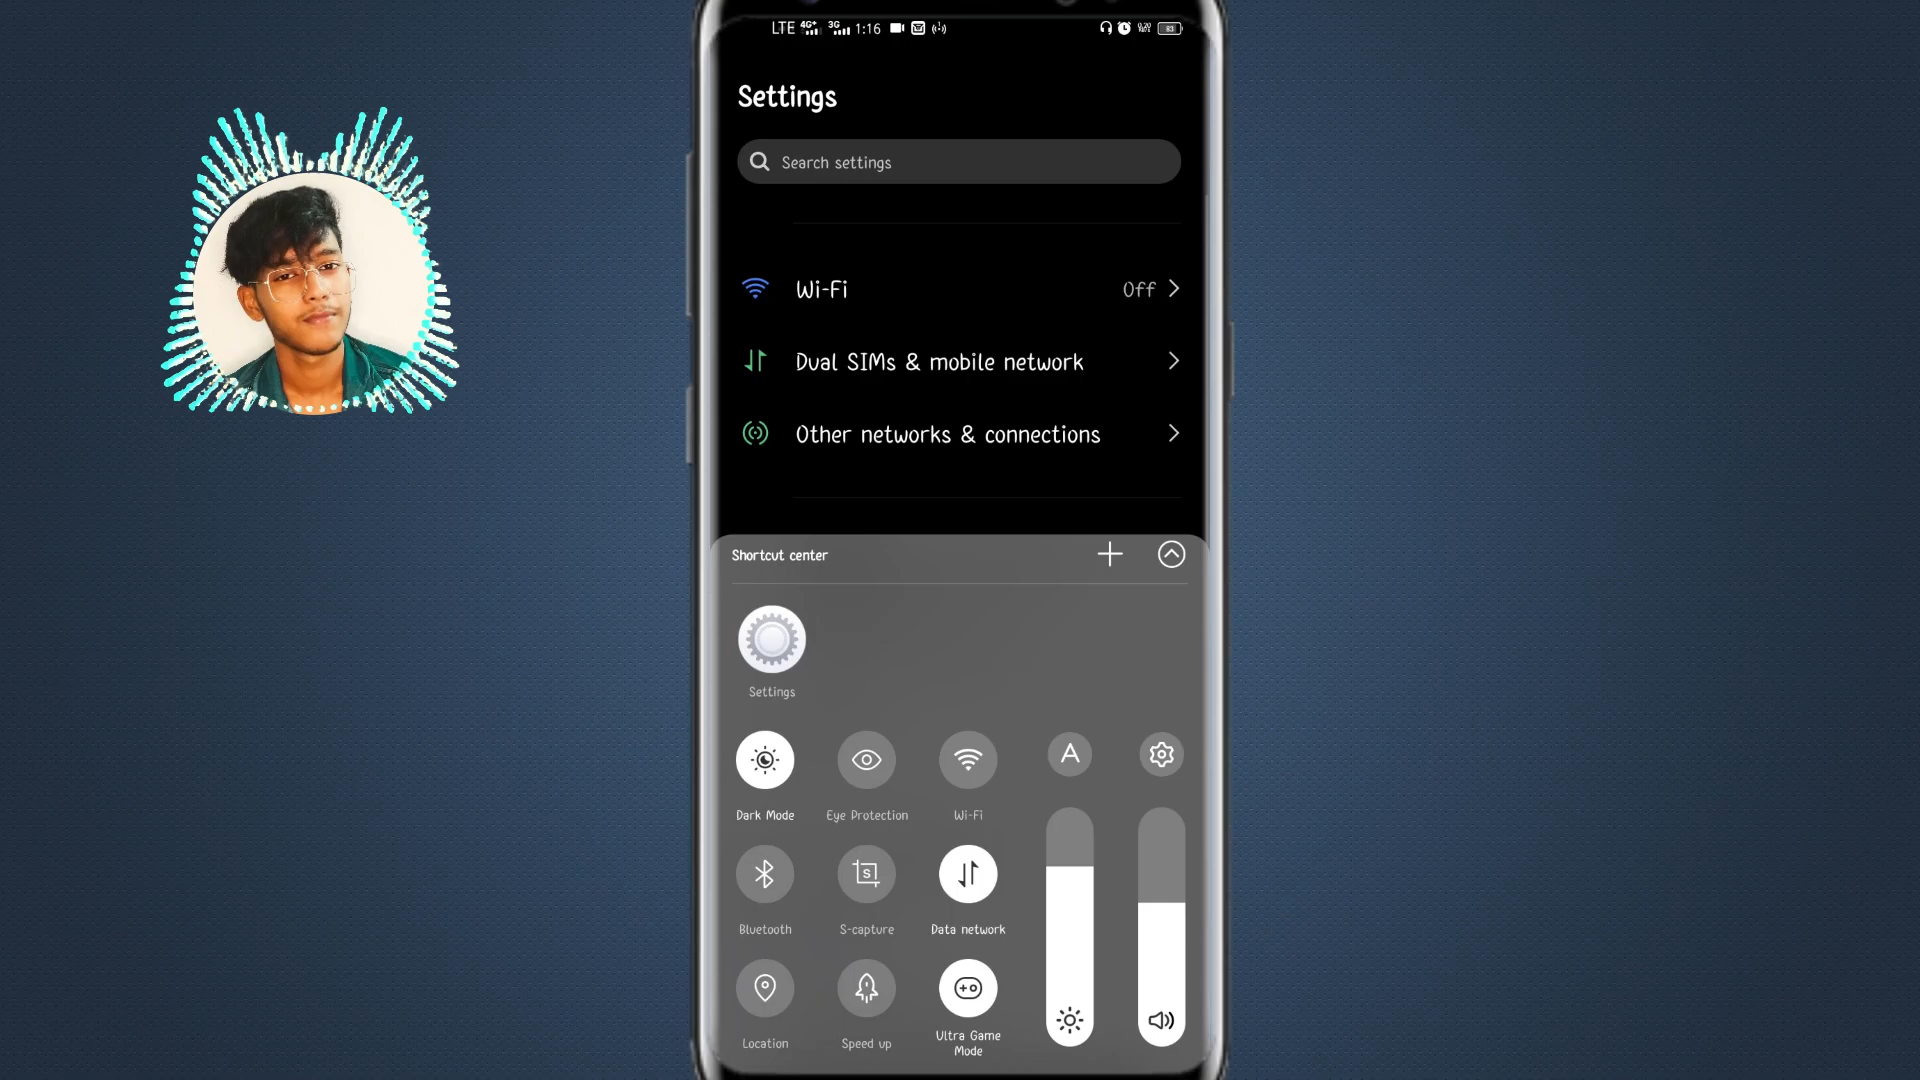 LTE 4G+ 3G 1:16 83
Settings
Search settings
Wi-Fi Off
Dual SIMs & mobile network
Other networks & connections
Shortcut center
Settings
A
Dark Mode Eye Protection Wi-Fi
S
Bluetooth S-capture Data network
Location Speed up Ultra Game
Mode